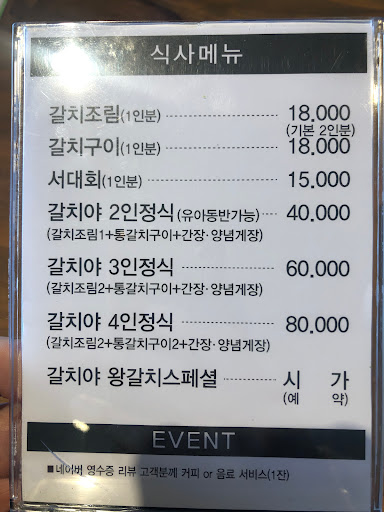 식사메뉴
갈치조림(1인분) 18.000
(기본 2인분)
갈치구이(1인분) 18.000
서대회(1인분) 15.000
갈치야 2인정식(유아동반가능) 40.000
(갈치조림1+통갈치구이+간장·양념게장)
갈치야 3인정식 60.000
(갈치조림2+통갈치구이+간장·양념게장)
갈치야 4인정식 80.000
(갈치조림2+통갈치구이2+간장·양념게장)
갈치야 왕갈치스페셜 시 가
(예 약)
EVENT
■네이버 영수증 리뷰 고객분께 커피 or 음료 서비스(1잔)